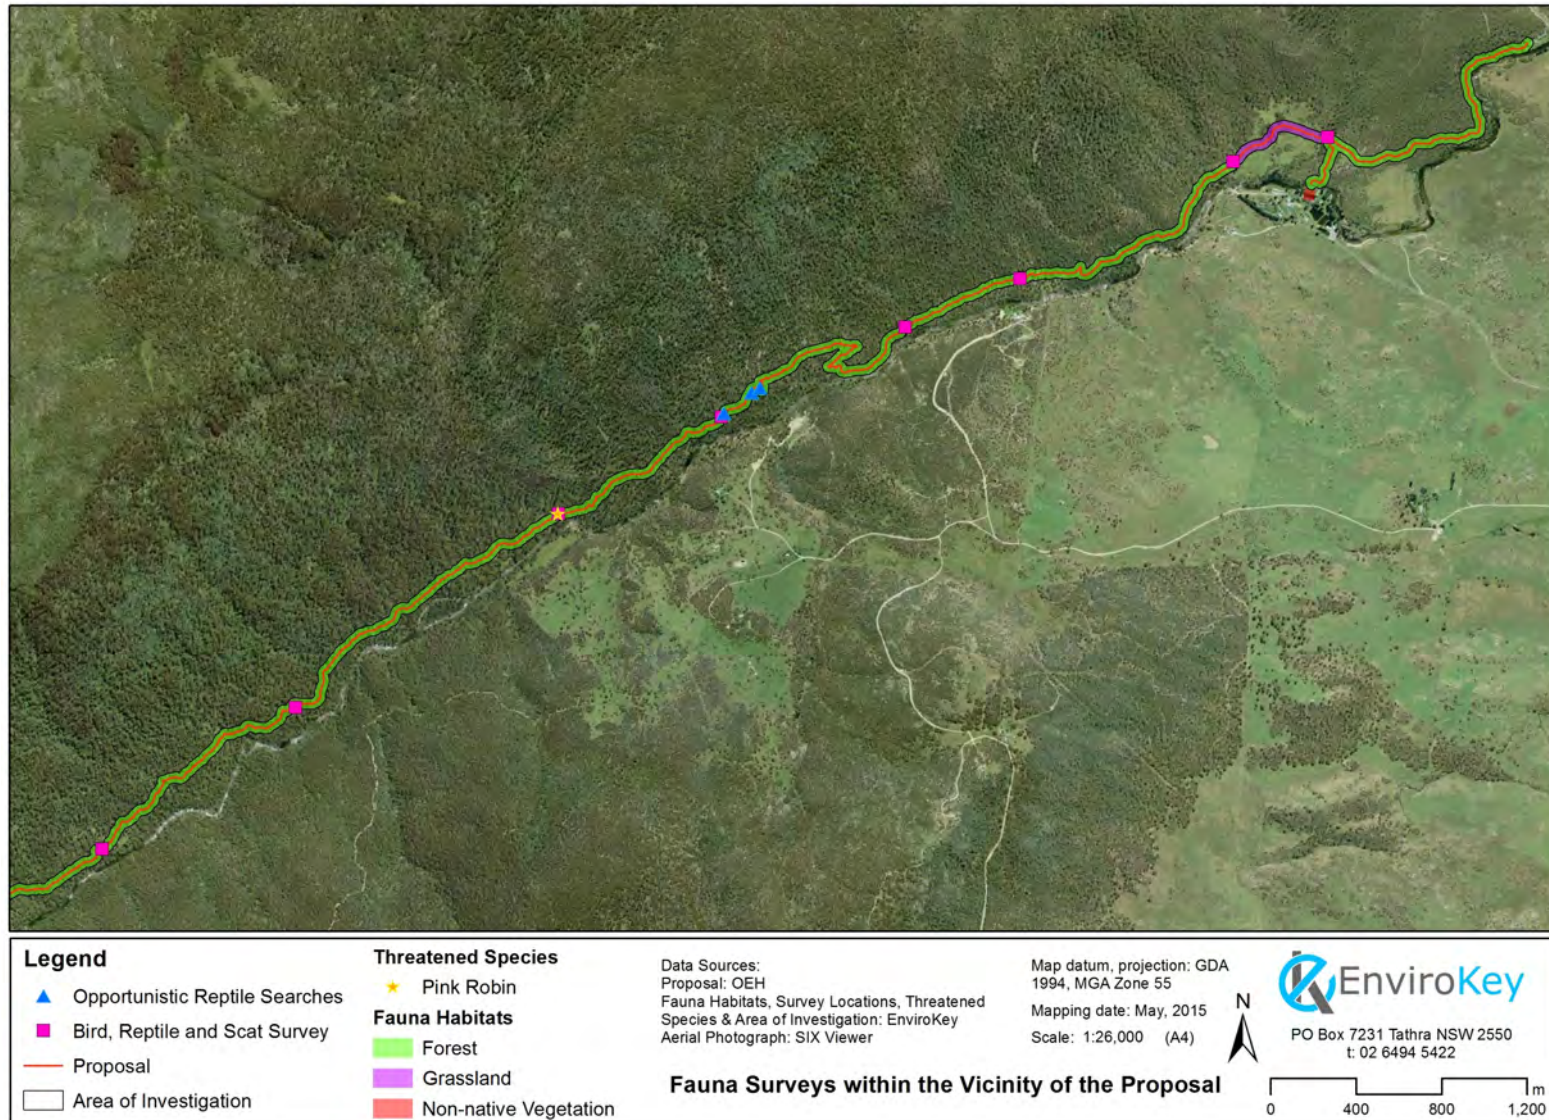 Legend
Opportunistic Reptile Searches
Bird, Reptile and Scat Survey
Proposal
Area of Investigation
Threatened Species
Pink Robin
Fauna Habitats
Forest
Grassland
Non-native Vegetation
Data Sources:
Proposal: OEH
Fauna Habitats, Survey Locations, Threatened
Species & Area of Investigation: EnviroKey
Aerial Photograph: SIX Viewer
Map datum, projection: GDA
1994, MGA Zone 55
Mapping date: May, 2015
Scale: 1:26,000 (A4)
Fauna Surveys within the Vicinity of the Proposal
N
EnviroKey
PO Box 7231 Tathra NSW 2550
t: 02 6494 5422
m
0 400 800 1,200